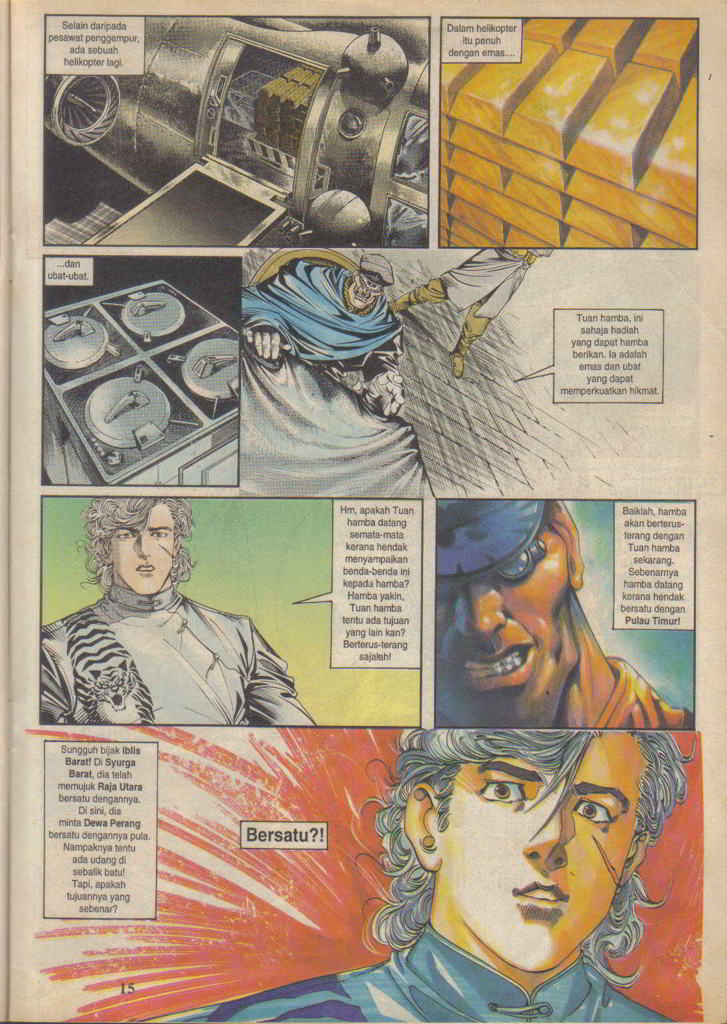 Selain daripada
pesawat penggempur,
ada sebuah
helikopter lagi.
Dalam helikopter
itu penuh
dengan emas....
...dan
ubat-ubat.
Tuan hamba, ini
sahaja hadiah
yang dapat hamba
berikan. Ia adalah
emas dan ubat
yang dapat
memperkuatkan hikmat.
Hm, apakah Tuan
hamba datang
semata-mata
kerana hendak
menyampaikan
benda-benda ini
kepada hamba?
Hamba yakin,
Tuan hamba
tentu ada tujuan
yang lain kan?
Berterus-terang
sajalah!
Baiklah, hamba
akan berterus-
terang dengan
Tuan hamba
sekarang.
Sebenarnya
hamba datang
kerana hendak
bersatu dengan
Pulau Timur!
Sungguh bijak Iblis
Barat! Di Syurga
Barat, dia telah
memujuk Raja Utara
bersatu dengannya.
Di sini, dia
minta Dewa Perang
bersatu dengannya pula.
Nampaknya tentu
ada udang di
sebalik batu!
Tapi, apakah
tujuannya yang
sebenar?
Bersatu?!
15